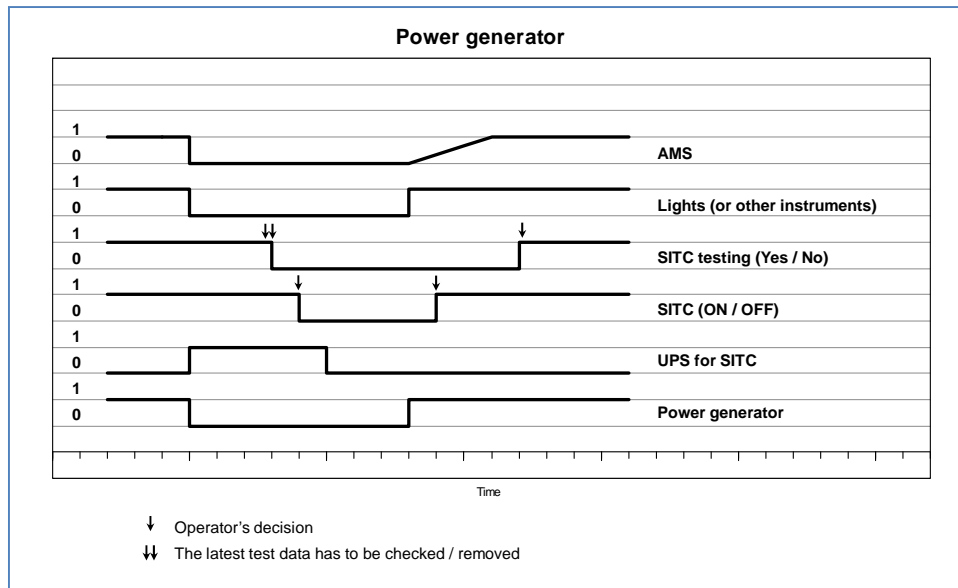 Power generator
1
0
AMS
1
0
Lights (or other instruments)
1
0
SITC testing (Yes / No)
1
0
SITC (ON / OFF)
1
0
UPS for SITC
1
0
Power generator
Time
Operator’s decision
The latest test data has to be checked / removed